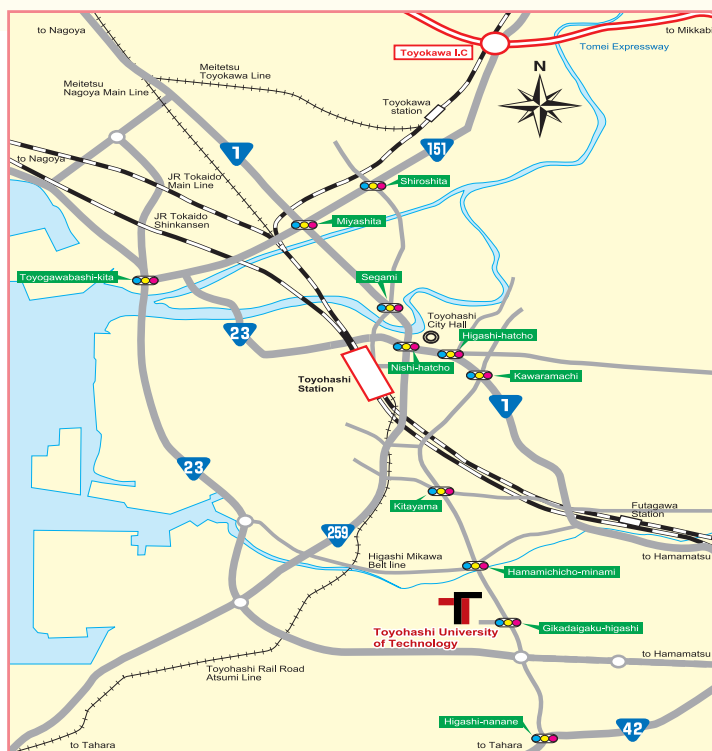 to Nagoya
Toyokawa I.C
to Mikkabi
Tomei Expressway
Meitetsu
Toyokawa Line
N
Meitetsu
Nagoya Main Line
Toyokawa
station
1
151
to Nagoya
JR Tokaido
Main Line
Shiroshita
JR Tokaido
Shinkansen
Miyashita
Toyogawabashi-kita
Segami
Toyohashi
City Hall
23
Higashi-hatcho
Toyohashi
Station
Nishi-hatcho
Kawaramachi
1
23
Kitayama
Futagawa
Station
259
Higashi Mikawa
Belt line
to Hamamatsu
Hamamichicho-minami
Toyohashi University
of Technology
Gikadaigaku-higashi
Toyohashi Rail Road
Atsumi Line
to Hamamatsu
Higashi-nanane
42
to Tahara
to Tahara